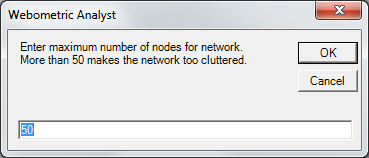 Webometric Analyst
Enter maximum number of nodes for network.
More than 50 makes the network too cluttered.
OK
Cancel
50